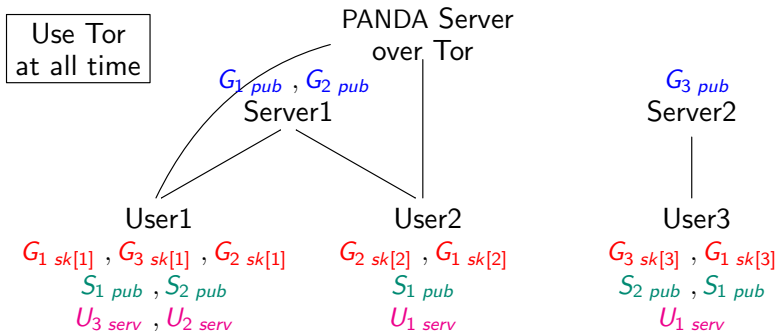 Use Tor
at all time
PANDA Server
over Tor
G1 pub , G2 pub
Server1
G3 pub
Server2
User1
G1 sk[1] , G3 sk[1] , G2 sk[1]
S1 pub , S2 pub
U3 serv , U2 serv
User2
G2 sk[2] , G1 sk[2]
S1 pub
U1 serv
User3
G3 sk[3] , G1 sk[3]
S2 pub , S1 pub
U1 serv